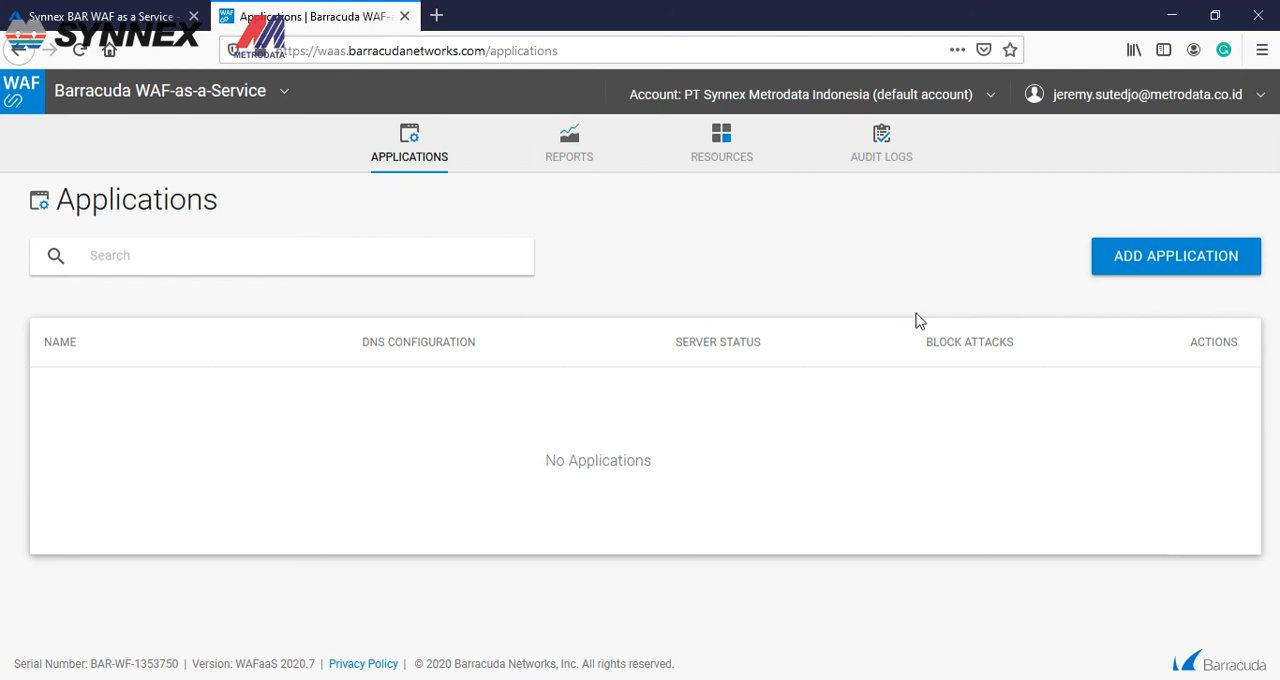 Synnex BAR WAF as a Service -
Applications | Barracuda WAF-
SYNNEX
METRODATA
ttps://waas.barracudanetworks.com/applications
WAF
Barracuda WAF-as-a-Service
Account: PT Synnex Metrodata Indonesia (default account)
jeremy.sutedjo@metrodata.co.id
APPLICATIONS
REPORTS
RESOURCES
AUDIT LOGS
Applications
Search
ADD APPLICATION
NAME
DNS CONFIGURATION
SERVER STATUS
BLOCK ATTACKS
ACTIONS
No Applications
Serial Number: BAR-WF-1353750 | Version: WAFaaS 2020.7 | Privacy Policy | © 2020 Barracuda Networks, Inc. All rights reserved.
Barracuda